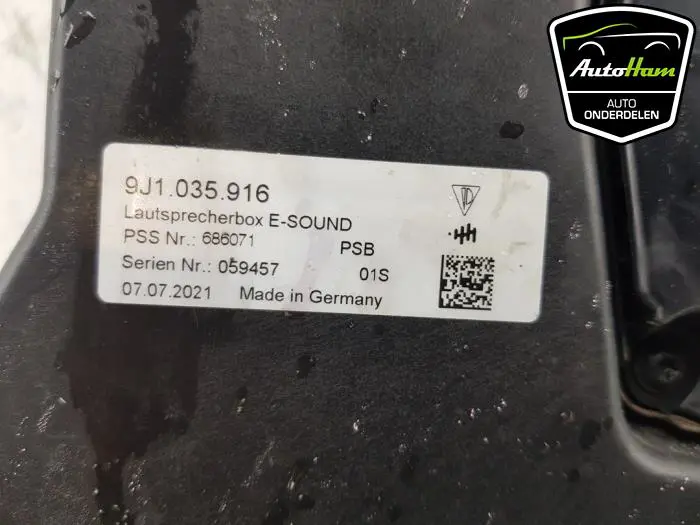 AutoHam
AUTO
ONDERDELEN
9J1.035.916
Lautsprecherbox E-SOUND
PSS Nr.: 686071 PSB
Serien Nr.: 059457 01S
07.07.2021 Made in Germany